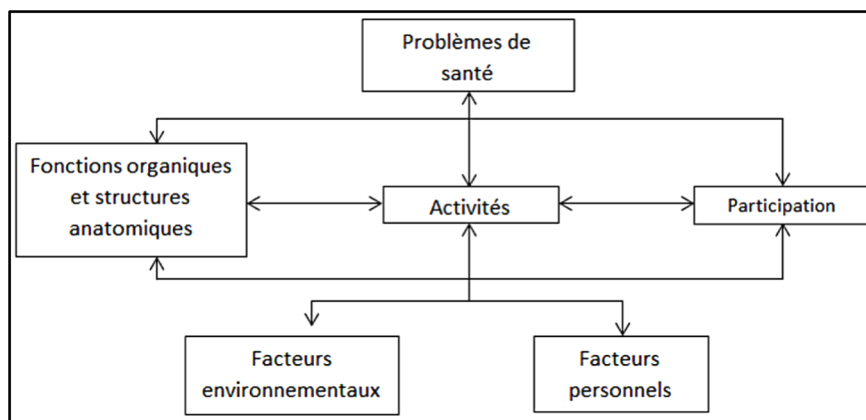 Problèmes de
santé
Fonctions organiques
et structures
anatomiques
Activités
Participation
Facteurs
environnementaux
Facteurs
personnels